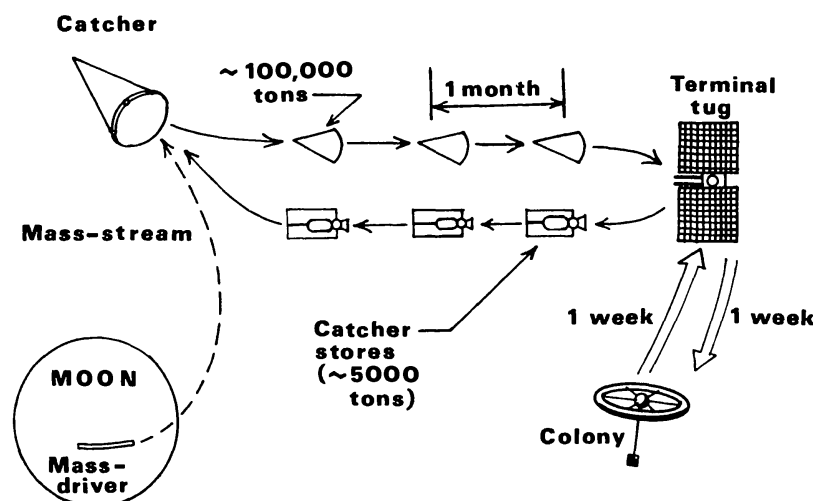 Catcher
~100,000
tons
1 month
Terminal
tug
Mass-stream
Catcher
stores
(~5000
tons)
1 week
1 week
MOON
Mass-
driver
Colony